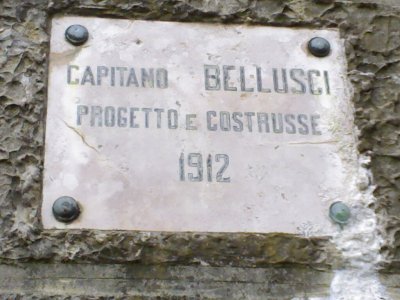 CAPITANO BELLUSCI
PROGETTO E COSTRUSSE
1912